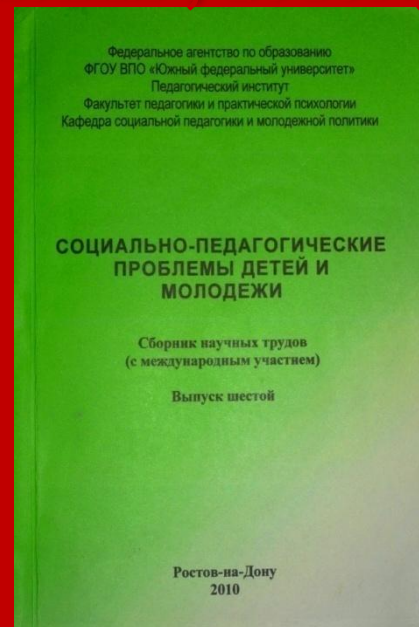 Федеральное агентство по образованию
ФГОУ ВПО «Южный федеральный университет»
Педагогический институт
Факультет педагогики и практической психологии
Кафедра социальной педагогики и молодежной политики
СОЦИАЛЬНО-ПЕДАГОГИЧЕСКИЕ
ПРОБЛЕМЫ ДЕТЕЙ И
МОЛОДЕЖИ
Сборник научных трудов
(с международным участием)
Выпуск шестой
Ростов-на-Дону
2010